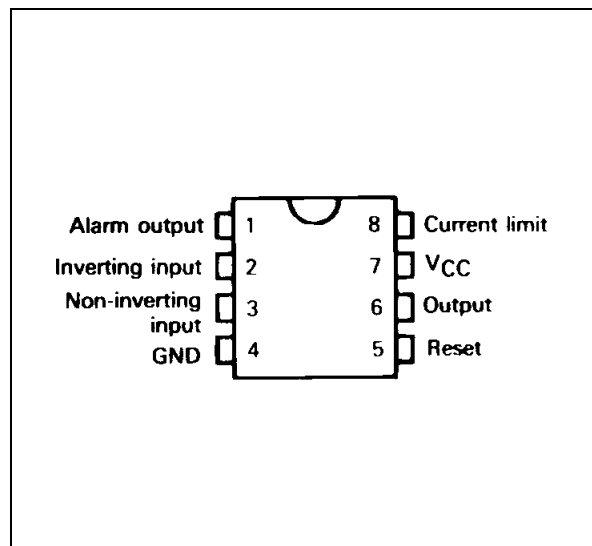 Alarm output 1 8 Current limit
Inverting input 2 7 VCC
Non-inverting
input 3 6 Output
GND 4 5 Reset